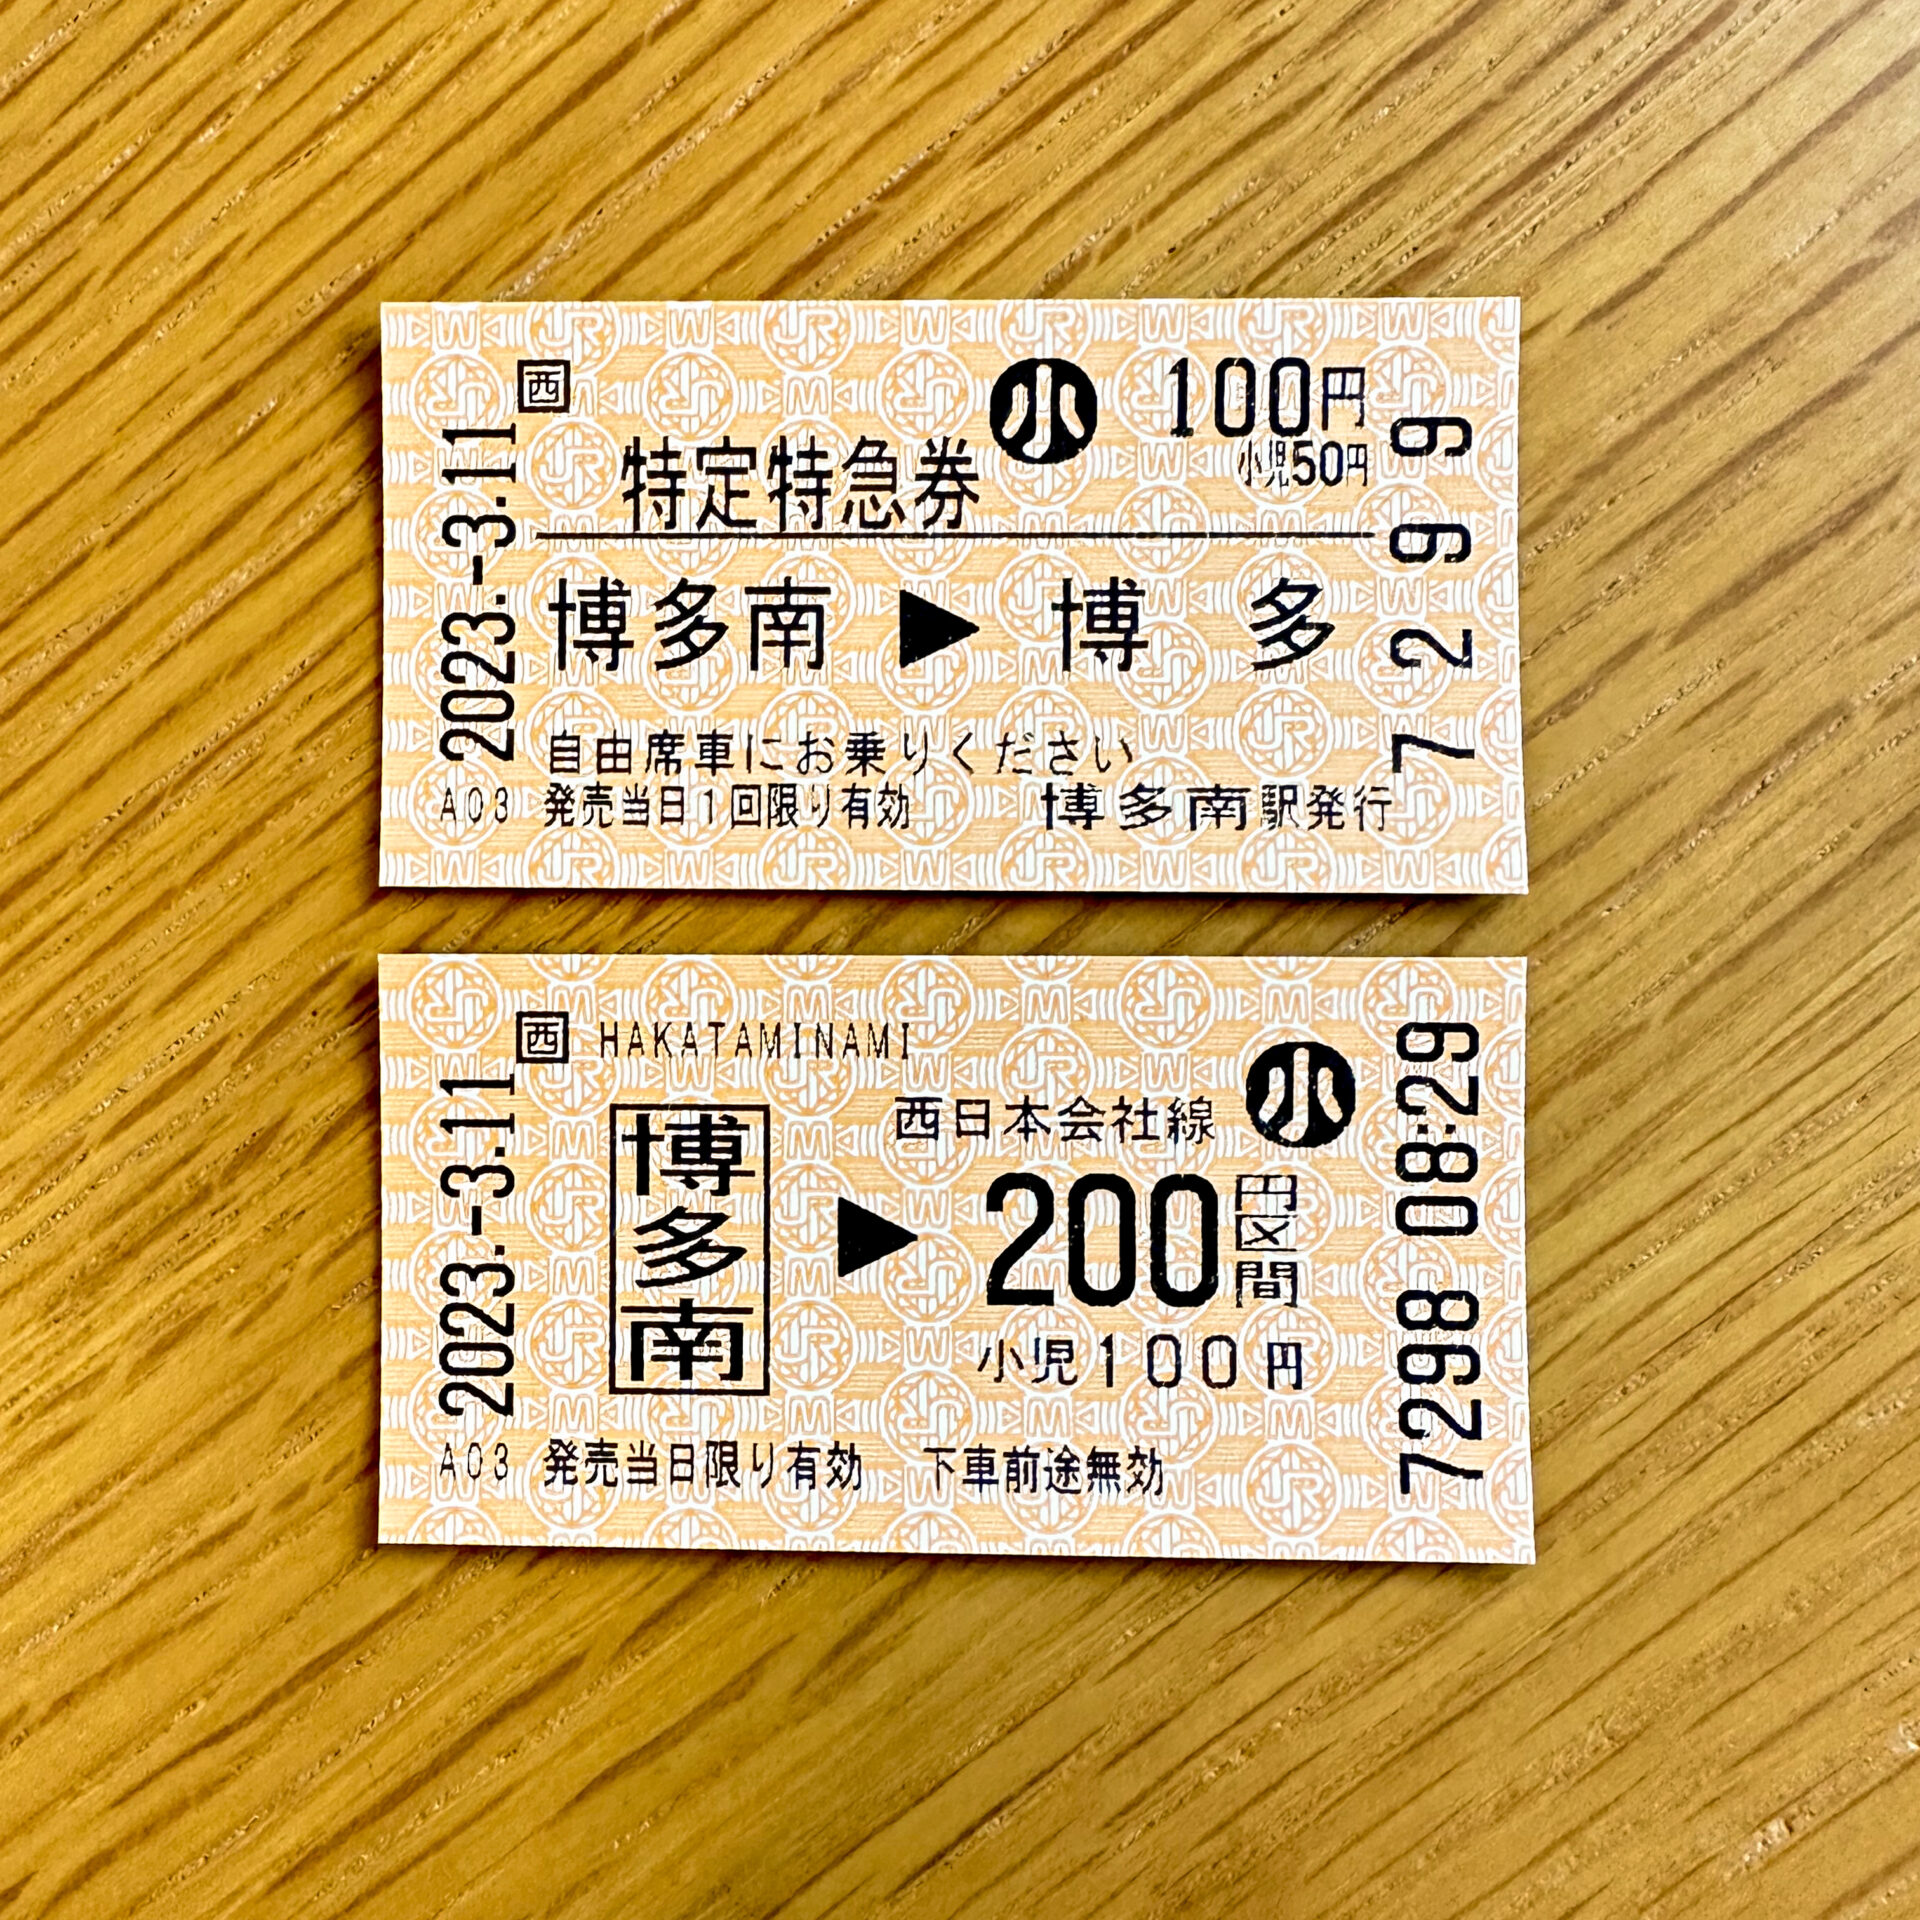 西
小 100円
小児50円
特定特急券
博多南 ▶ 博多
自由席車にお乗りください
A03 発売当日1回限り有効 博多南駅発行
2023.-3.11
7299
西 HAKATAMINAMI
西日本会社線 小
博多南 ▶ 200円区間
小児100円
A03 発売当日限り有効 下車前途無効
2023.-3.11
7298 08:29